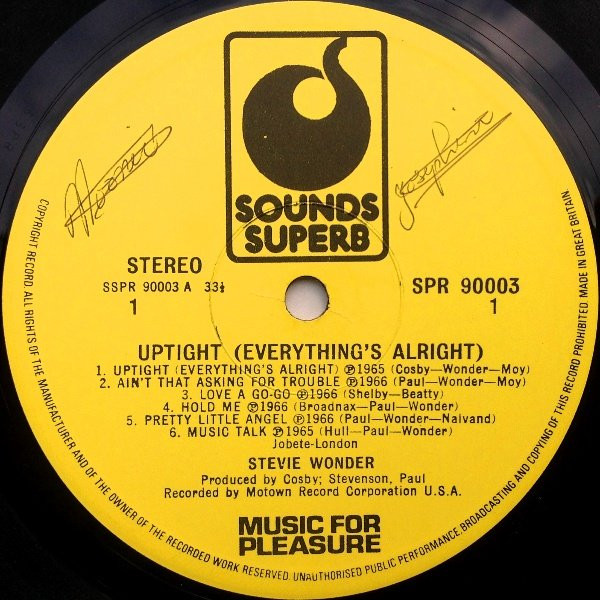 SOUNDS
SUPERB
Josephine
STEREO
SSPR 90003 A 33⅓
1
SPR 90003
1
UPTIGHT (EVERYTHING'S ALRIGHT)
1. UPTIGHT (EVERYTHING'S ALRIGHT) ℗1965 (Cosby—Wonder—Moy)
2. AIN'T THAT ASKING FOR TROUBLE ℗1966 (Paul—Wonder—Moy)
3. LOVE A GO-GO ℗1966 (Shelby—Beatty)
4. HOLD ME ℗1966 (Broadnax—Paul—Wonder)
5. PRETTY LITTLE ANGEL ℗1966 (Paul—Wonder—Nalvand)
6. MUSIC TALK ℗1965 (Hull—Paul—Wonder)
Jobete-London
STEVIE WONDER
Produced by Cosby; Stevenson, Paul
Recorded by Motown Record Corporation U.S.A.
MUSIC FOR
PLEASURE
COPYRIGHT RECORD. ALL RIGHTS OF THE MANUFACTURER AND OF THE OWNER OF THE RECORDED WORK RESERVED. UNAUTHORISED PUBLIC PERFORMANCE, BROADCASTING AND COPYING OF THIS RECORD PROHIBITED. MADE IN GREAT BRITAIN